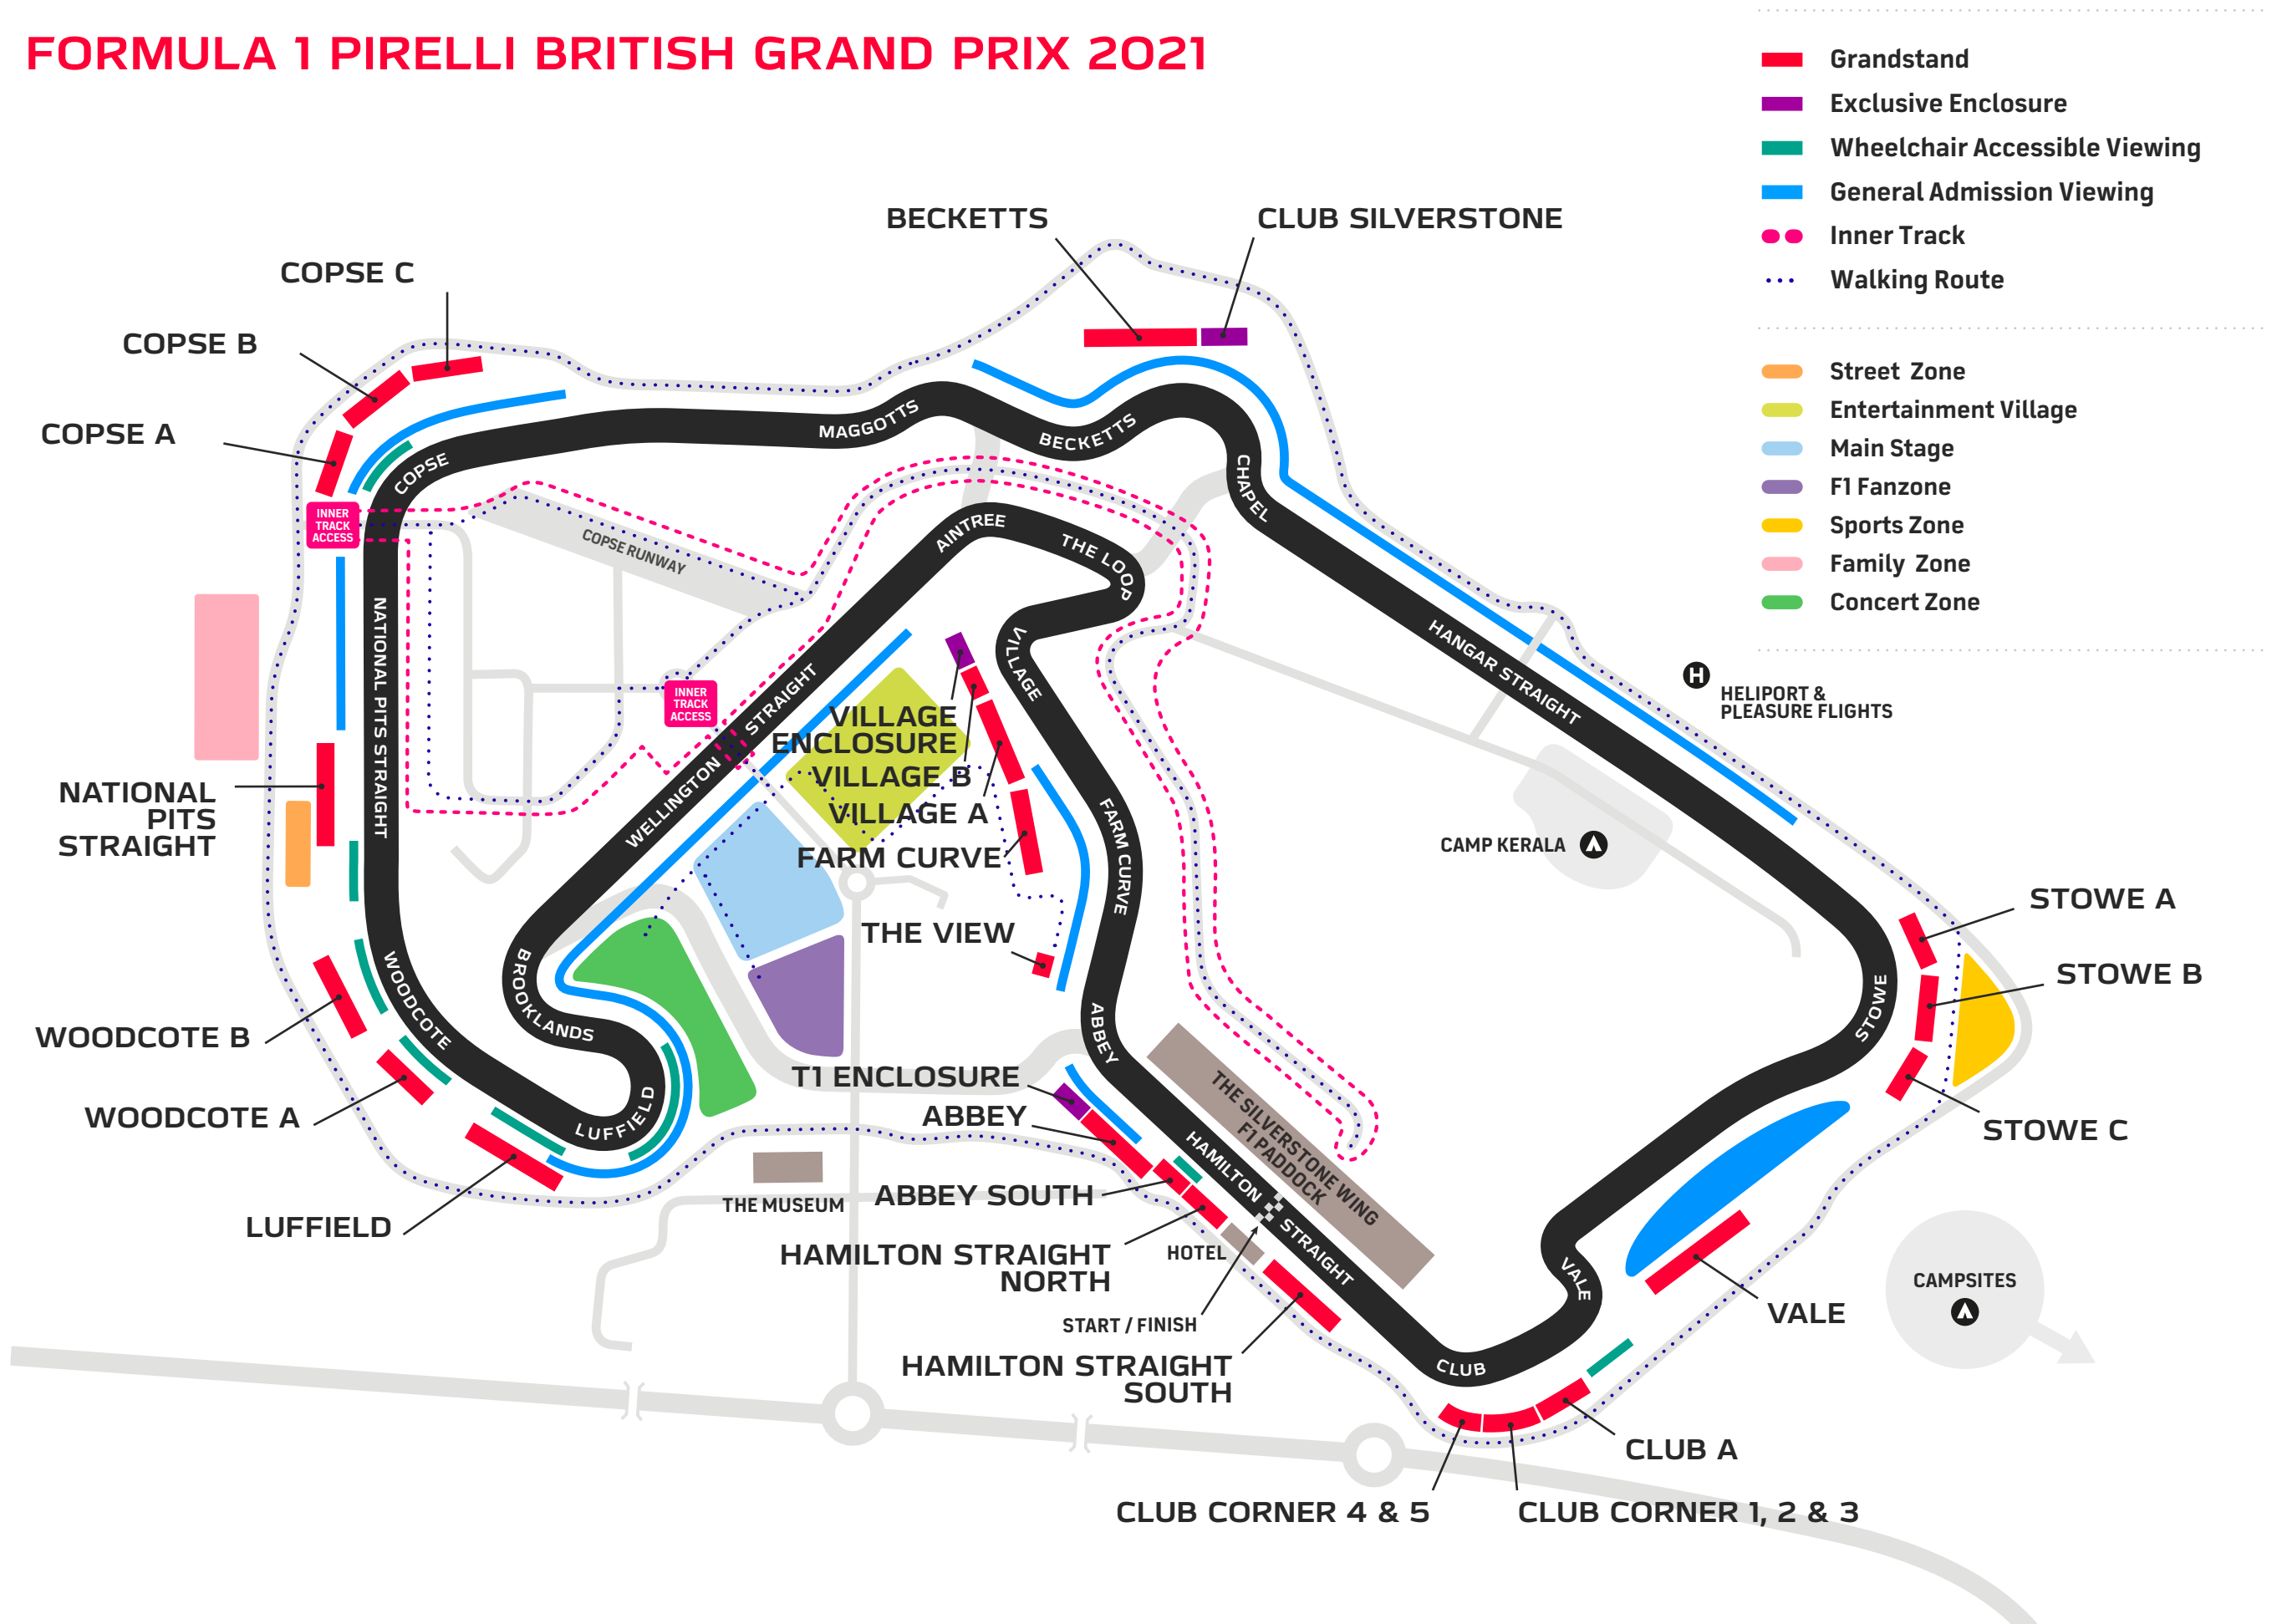 FORMULA 1 PIRELLI BRITISH GRAND PRIX 2021
Grandstand
Exclusive Enclosure
Wheelchair Accessible Viewing
General Admission Viewing
Inner Track
Walking Route
Street Zone
Entertainment Village
Main Stage
F1 Fanzone
Sports Zone
Family Zone
Concert Zone
BECKETTS
CLUB SILVERSTONE
COPSE C
COPSE B
COPSE A
MAGGOTTS
BECKETTS
COPSE
CHAPEL
INNER
TRACK
ACCESS
COPSE RUNWAY
AINTREE
THE LOOP
NATIONAL PITS STRAIGHT
VILLAGE
HANGAR STRAIGHT
HELIPORT &
PLEASURE FLIGHTS
H
INNER
TRACK
ACCESS
WELLINGTON STRAIGHT
VILLAGE
ENCLOSURE
VILLAGE B
VILLAGE A
FARM CURVE
FARM CURVE
NATIONAL
PITS
STRAIGHT
CAMP KERALA
THE VIEW
STOWE A
STOWE B
STOWE C
STOWE
WOODCOTE
BROOKLANDS
WOODCOTE B
WOODCOTE A
ABBEY
T1 ENCLOSURE
ABBEY
LUFFIELD
LUFFIELD
THE MUSEUM
ABBEY SOUTH
HAMILTON STRAIGHT
THE SILVERSTONE WING
F1 PADDOCK
HAMILTON STRAIGHT
NORTH
HOTEL
START / FINISH
HAMILTON STRAIGHT
SOUTH
VALE
VALE
CAMPSITES
CLUB
CLUB A
CLUB CORNER 4 & 5
CLUB CORNER 1, 2 & 3